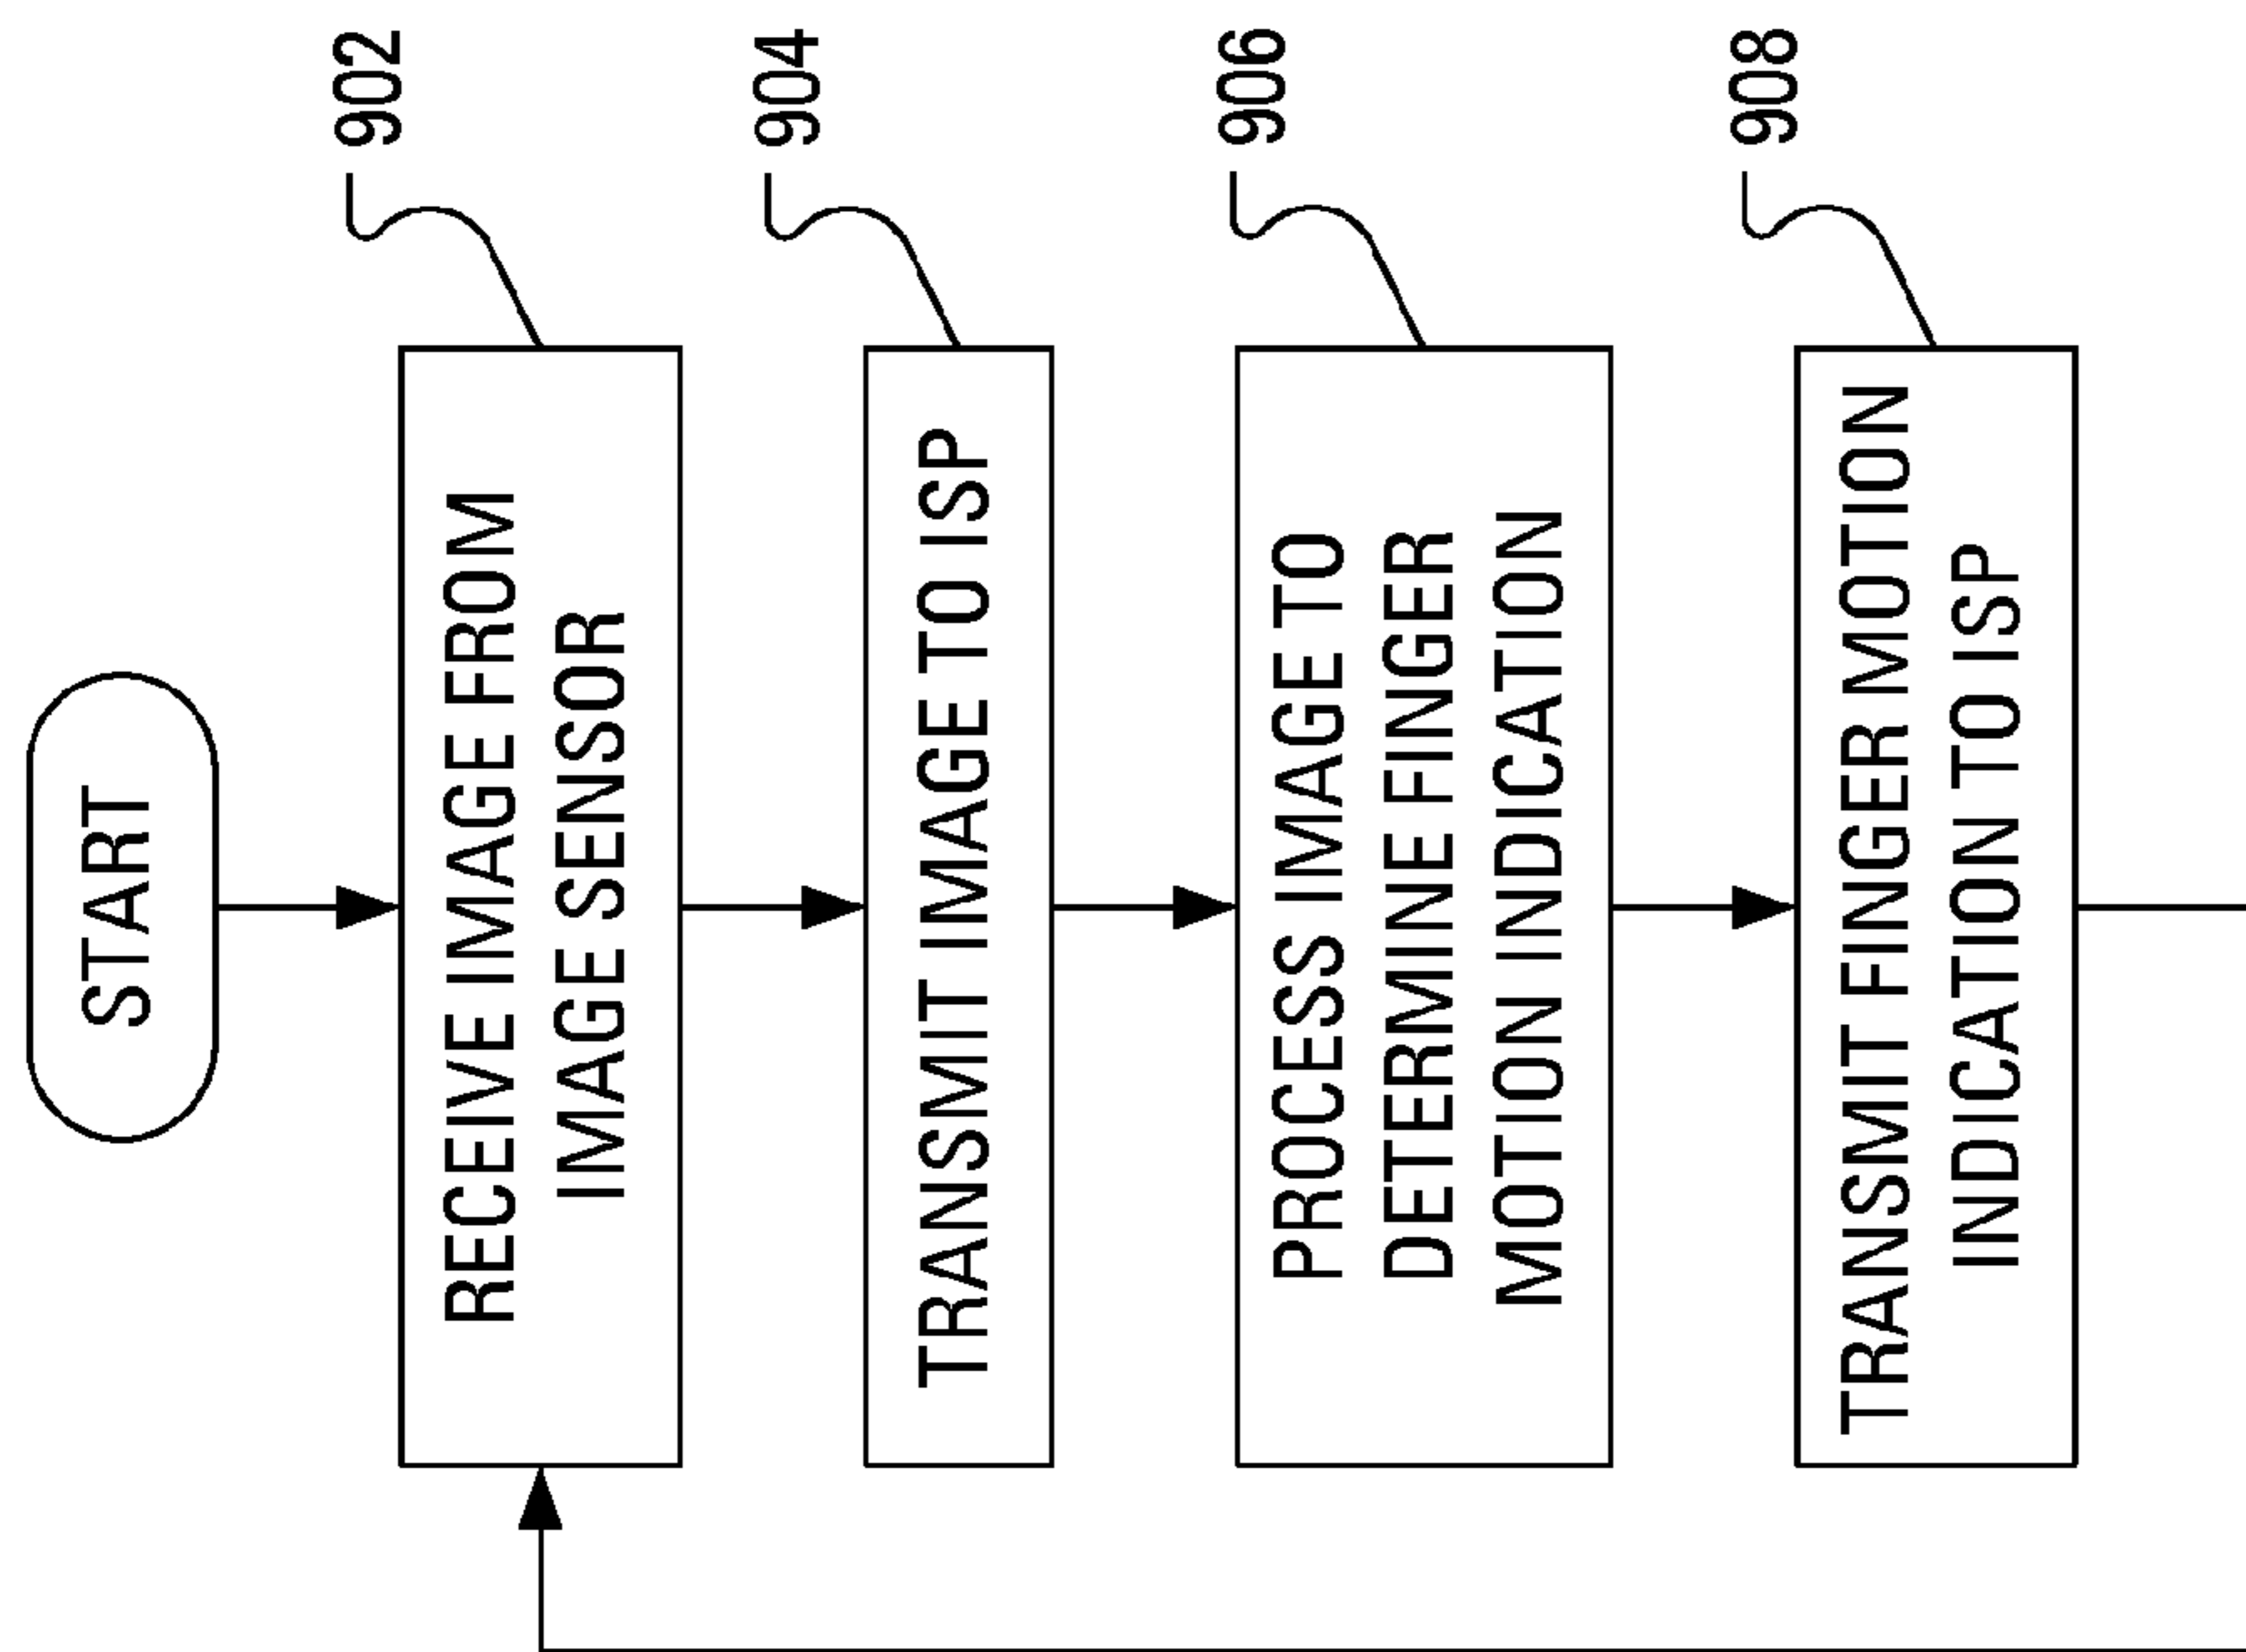 START
902
RECEIVE IMAGE FROM
IMAGE SENSOR
904
TRANSMIT IMAGE TO ISP
906
PROCESS IMAGE TO
DETERMINE FINGER
MOTION INDICATION
908
TRANSMIT FINGER MOTION
INDICATION TO ISP